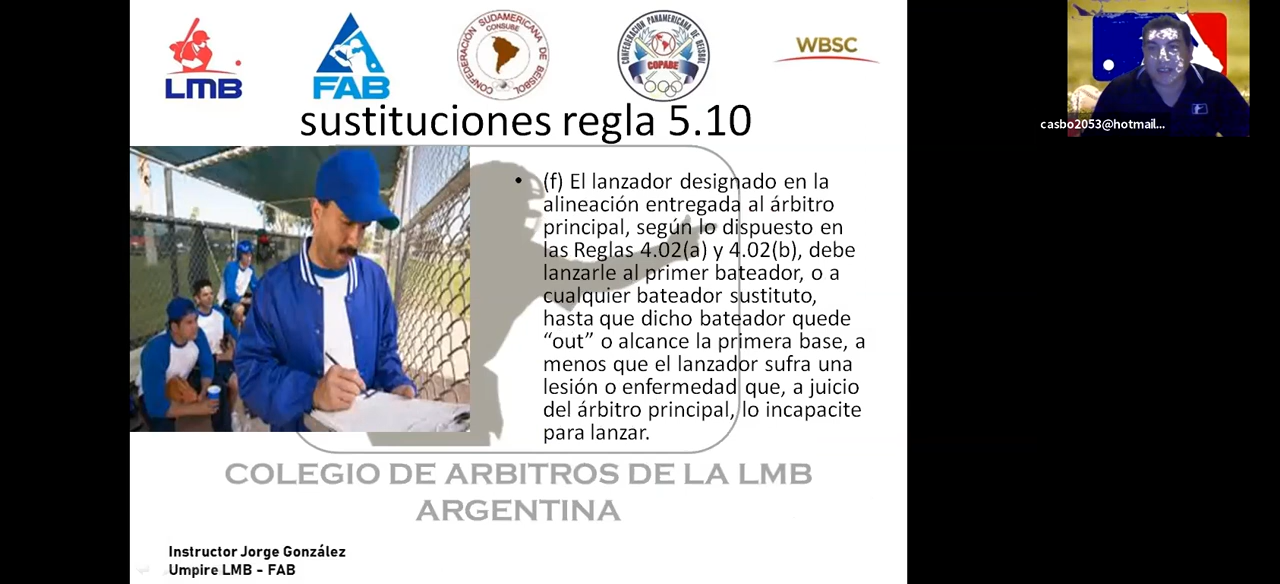 LMB
FAB
CONFEDERACIÓN SUDAMERICANA DE BEISBOL
CONSUBE
CONFEDERACIÓN PANAMERICANA DE BEISBOL
COPABE
WBSC
casbo2053@hotmail...
sustituciones regla 5.10
• (f) El lanzador designado en la
alineación entregada al árbitro
principal, según lo dispuesto en
las Reglas 4.02(a) y 4.02(b), debe
lanzarle al primer bateador, o a
cualquier bateador sustituto,
hasta que dicho bateador quede
“out” o alcance la primera base, a
menos que el lanzador sufra una
lesión o enfermedad que, a juicio
del árbitro principal, lo incapacite
para lanzar.
COLEGIO DE ARBITROS DE LA LMB
ARGENTINA
Instructor Jorge González
Umpire LMB - FAB